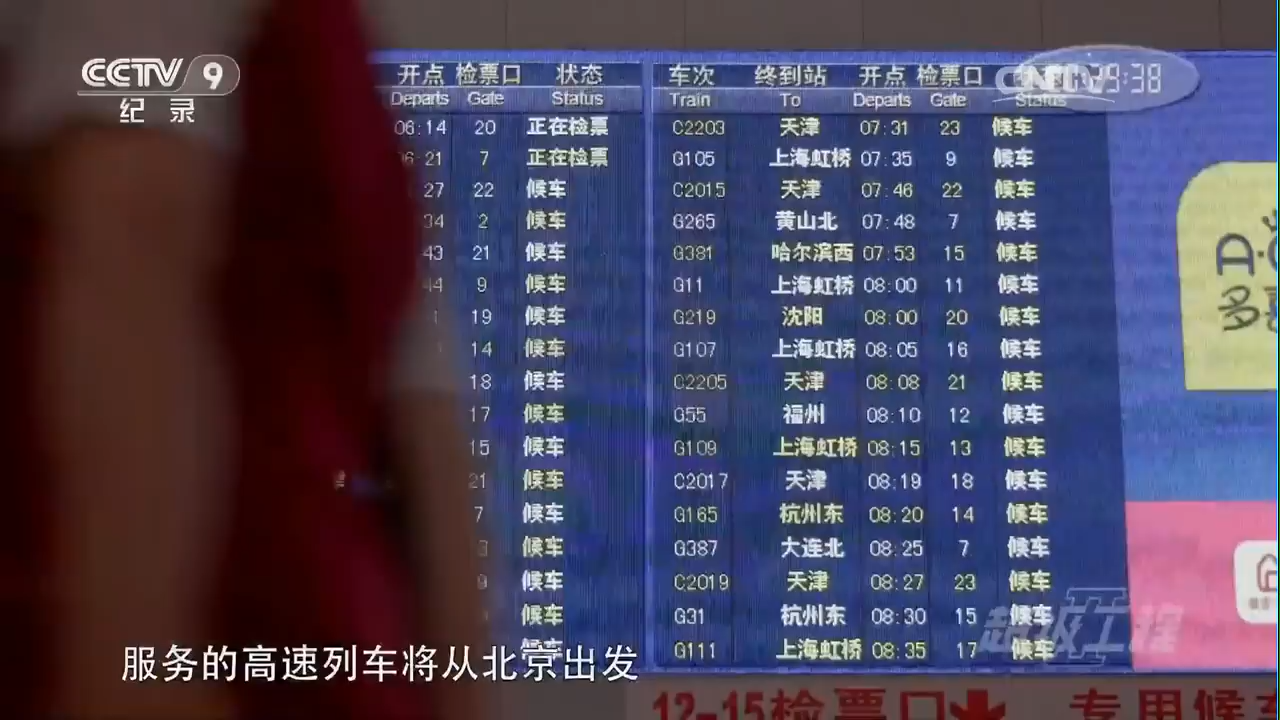 CCTV 9
纪录
开点 检票口 状态
Departs Gate Status
06:14 20 正在检票
6:21 7 正在检票
27 22 候车
34 2 候车
43 21 候车
44 9 候车
19 候车
14 候车
18 候车
17 候车
15 候车
21 候车
7 候车
候车
9 候车
候车
候车
车次 终到站 开点 检票口
Train To Departs Gate Status
C2203 天津 07:31 23 候车
G105 上海虹桥 07:35 9 候车
C2015 天津 07:46 22 候车
G265 黄山北 07:48 7 候车
G381 哈尔滨西 07:53 15 候车
G11 上海虹桥 08:00 11 候车
G219 沈阳 08:00 20 候车
G107 上海虹桥 08:05 16 候车
C2205 天津 08:08 21 候车
G55 福州 08:10 12 候车
G109 上海虹桥 08:15 13 候车
C2017 天津 08:19 18 候车
G165 杭州东 08:20 14 候车
G387 大连北 08:25 7 候车
C2019 天津 08:27 23 候车
G31 杭州东 08:30 15 候车
G111 上海虹桥 08:35 17 候车
超级工程
II
服务的高速列车将从北京出发
12-15检票口 专用候车